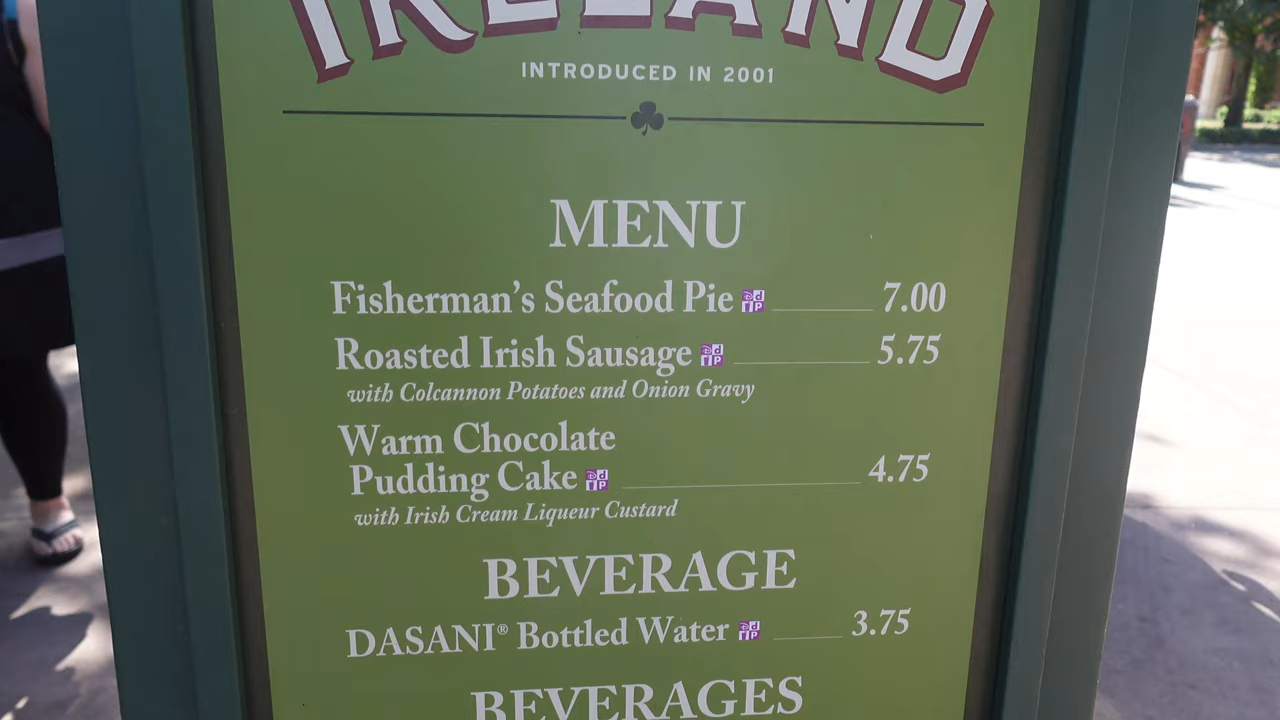 IRELAND
INTRODUCED IN 2001
MENU
Fisherman's Seafood Pie 7.00
Roasted Irish Sausage 5.75
with Colcannon Potatoes and Onion Gravy
Warm Chocolate
Pudding Cake 4.75
with Irish Cream Liqueur Custard
BEVERAGE
DASANI® Bottled Water 3.75
BEVERAGES